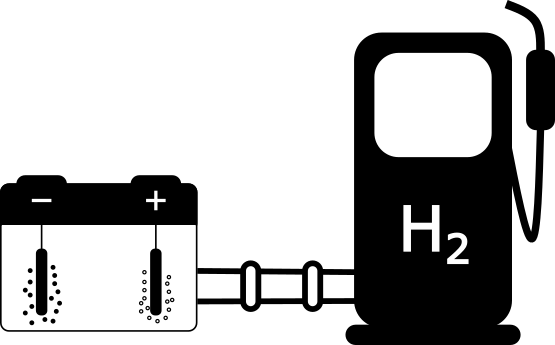 − +
H₂